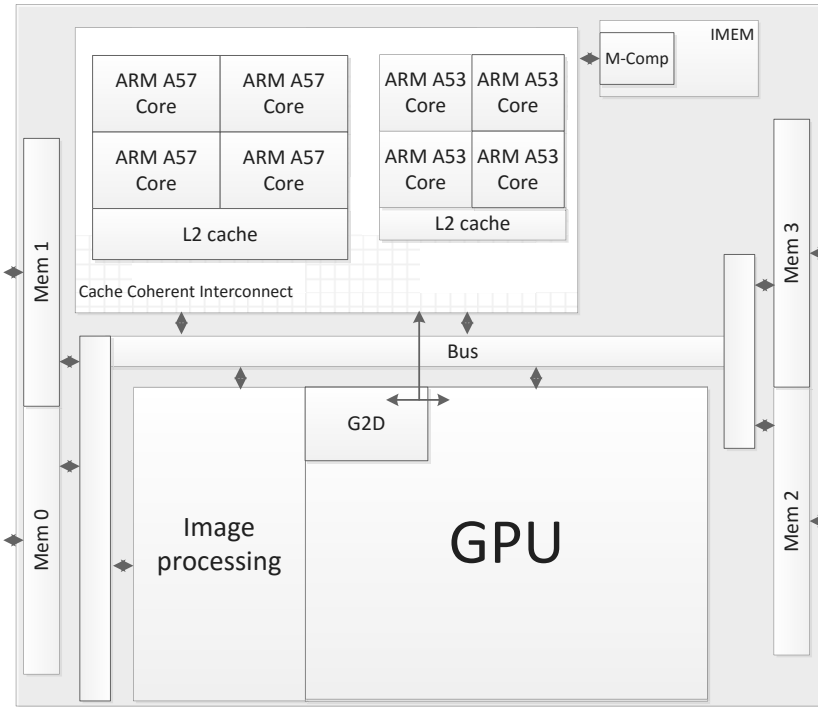 IMEM
M-Comp
ARM A57
Core
ARM A57
Core
ARM A53
Core
ARM A53
Core
ARM A57
Core
ARM A57
Core
ARM A53
Core
ARM A53
Core
L2 cache
L2 cache
Cache Coherent Interconnect
Mem 1
Mem 3
Bus
G2D
Image
processing
GPU
Mem 0
Mem 2